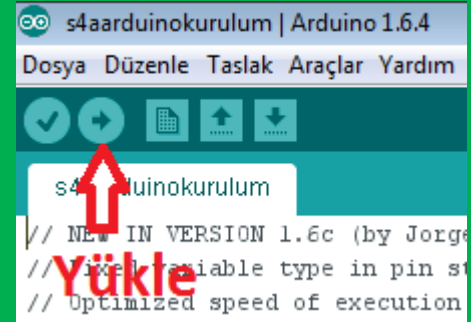 s4aarduinokurulum | Arduino 1.6.4
Dosya Düzenle Taslak Araçlar Yardım
s4 duinokurulum
// NEW IN VERSION 1.6c (by Jorge
// variable type in pin st
Yükle
// Optimized speed of execution